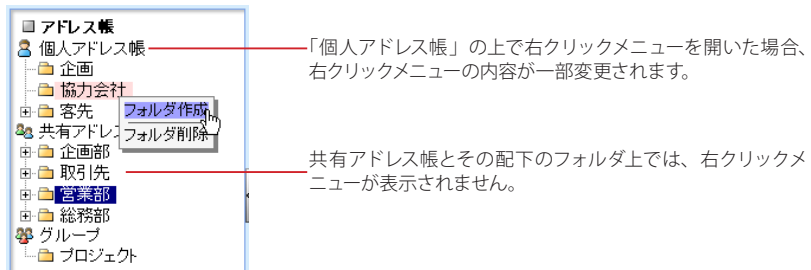 アドレス帳
個人アドレス帳
企画
協力会社
客先
フォルダ作成
フォルダ削除
共有アドレ
企画部
取引先
営業部
総務部
グループ
プロジェクト
「個人アドレス帳」の上で右クリックメニューを開いた場合、
右クリックメニューの内容が一部変更されます。
共有アドレス帳とその配下のフォルダ上では、右クリックメ
ニューが表示されません。